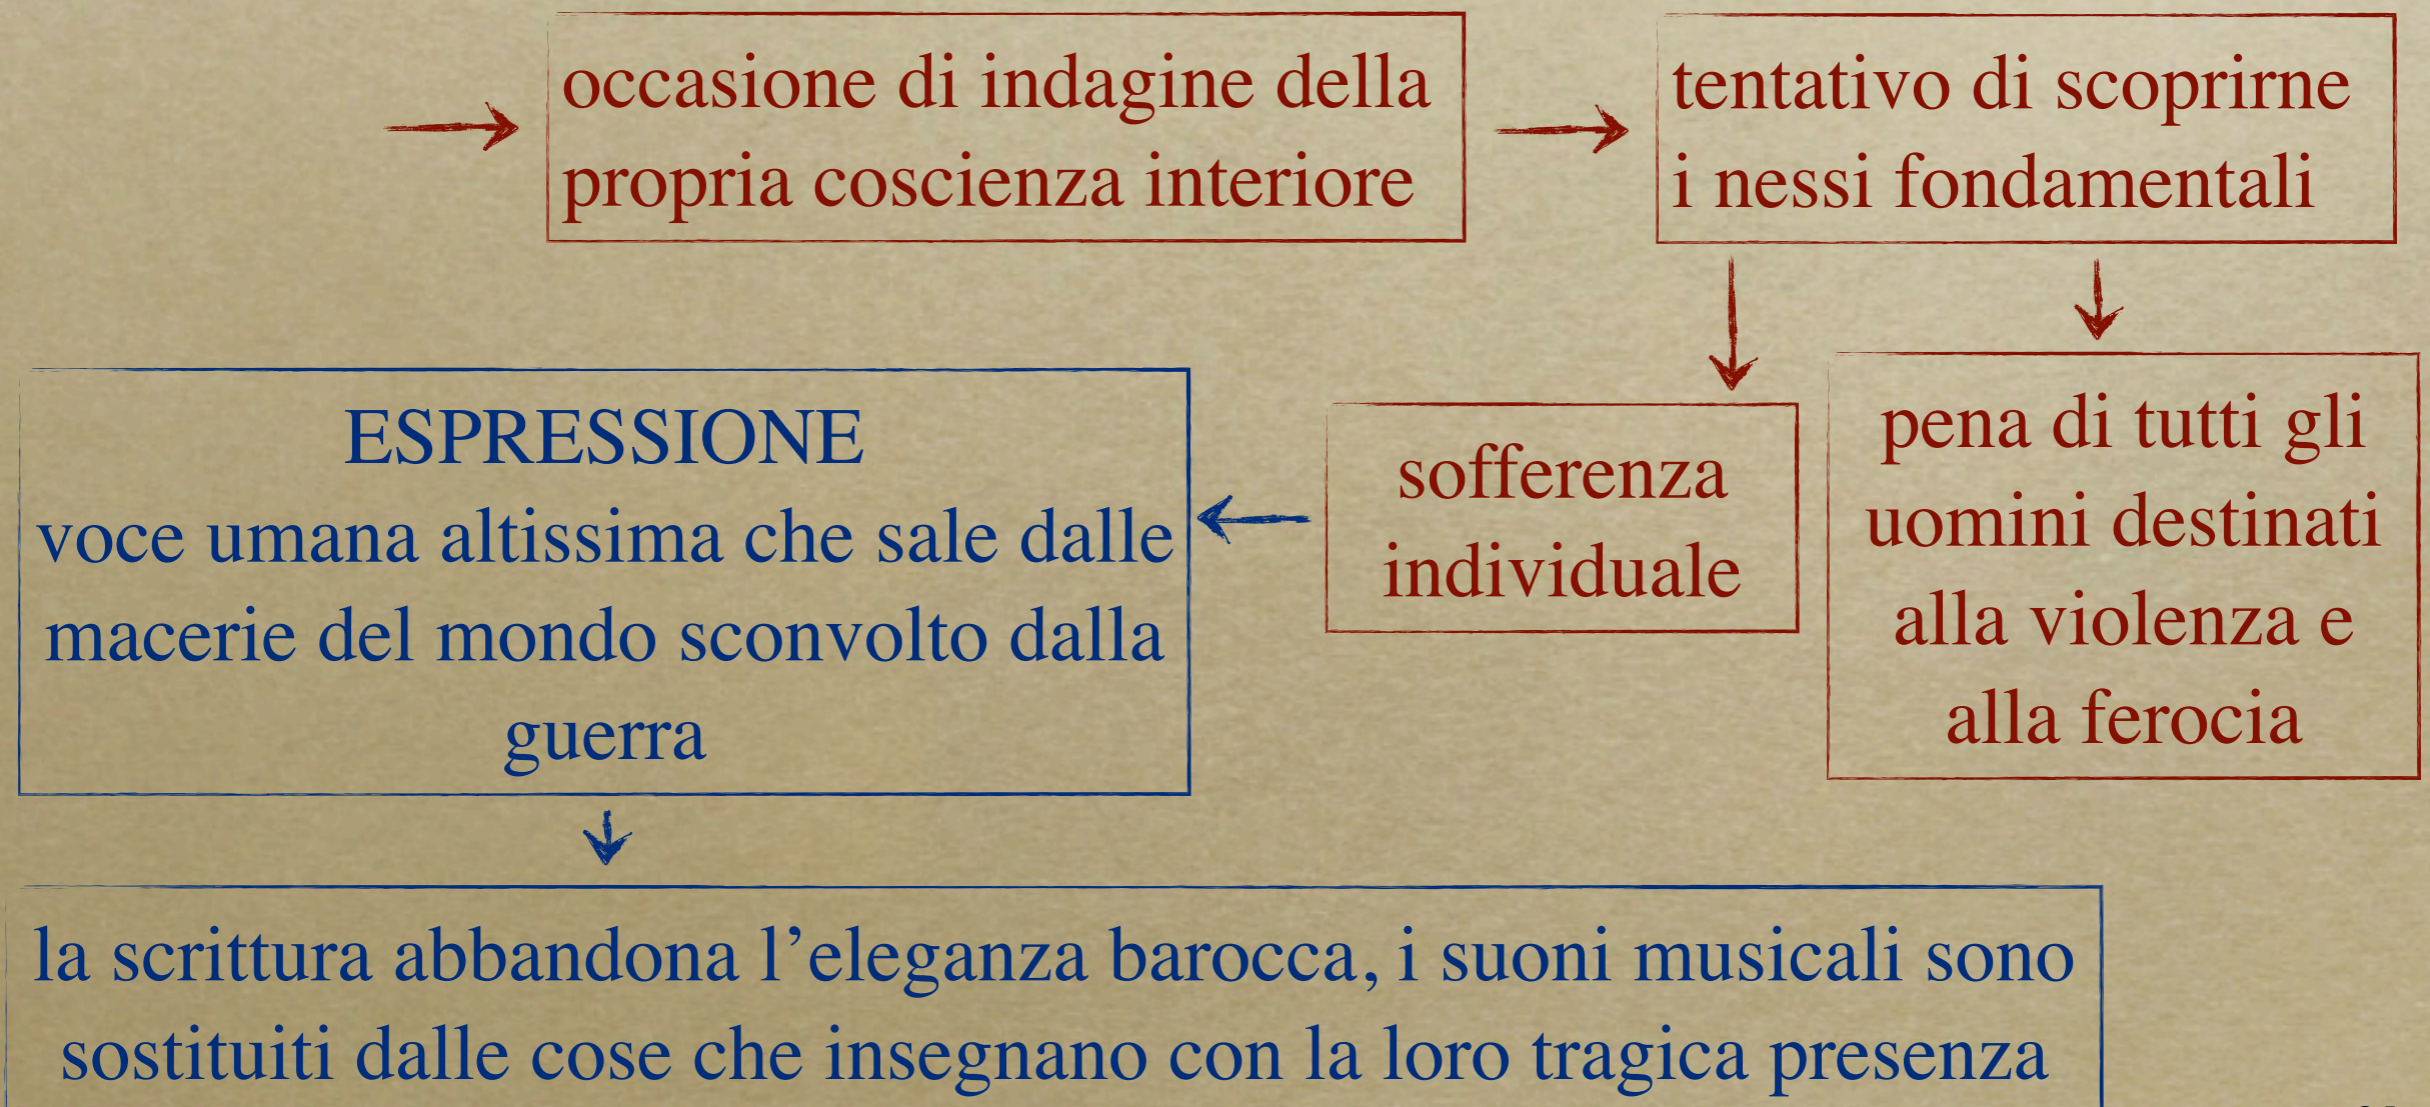 occasione di indagine della
propria coscienza interiore
tentativo di scoprirne
i nessi fondamentali
ESPRESSIONE
voce umana altissima che sale dalle
macerie del mondo sconvolto dalla
guerra
sofferenza
individuale
pena di tutti gli
uomini destinati
alla violenza e
alla ferocia
la scrittura abbandona l’eleganza barocca, i suoni musicali sono
sostituiti dalle cose che insegnano con la loro tragica presenza